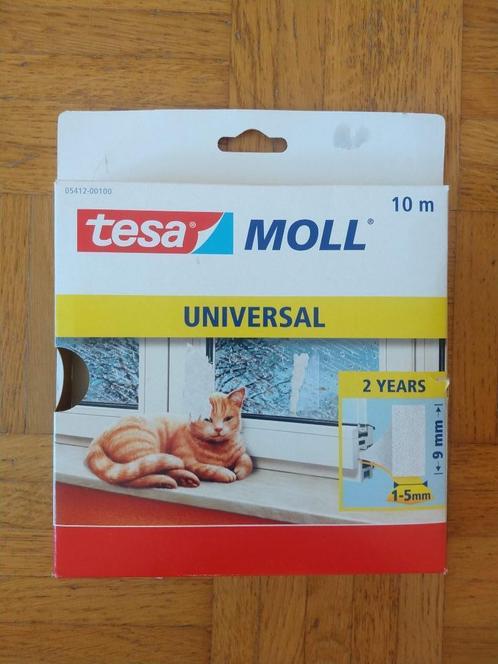 05412-00100
10 m
tesa® MOLL®
UNIVERSAL
2 YEARS
9 mm
1-5mm